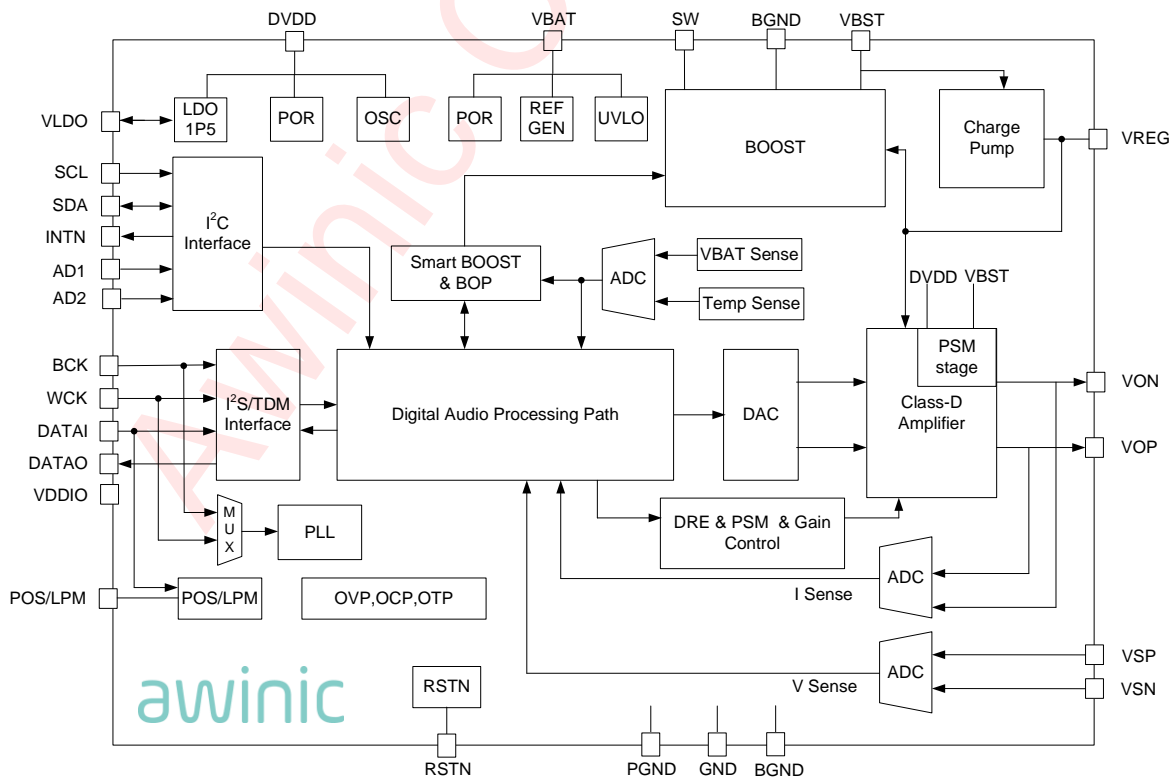 DVDD
VBAT
SW
BGND
VBST
VLDO
LDO
1P5
POR
OSC
POR
REF
GEN
UVLO
BOOST
Charge
Pump
VREG
SCL
SDA
INTN
AD1
AD2
I2C
Interface
Smart BOOST
& BOP
ADC
VBAT Sense
Temp Sense
DVDD
VBST
PSM
stage
Class-D
Amplifier
BCK
WCK
DATAI
DATAO
VDDIO
I2S/TDM
Interface
Digital Audio Processing Path
DAC
VON
VOP
M
U
X
PLL
DRE & PSM & Gain
Control
ADC
I Sense
POS/LPM
POS/LPM
OVP,OCP,OTP
ADC
V Sense
VSP
VSN
awinic
RSTN
RSTN
PGND
GND
BGND
Awinic C